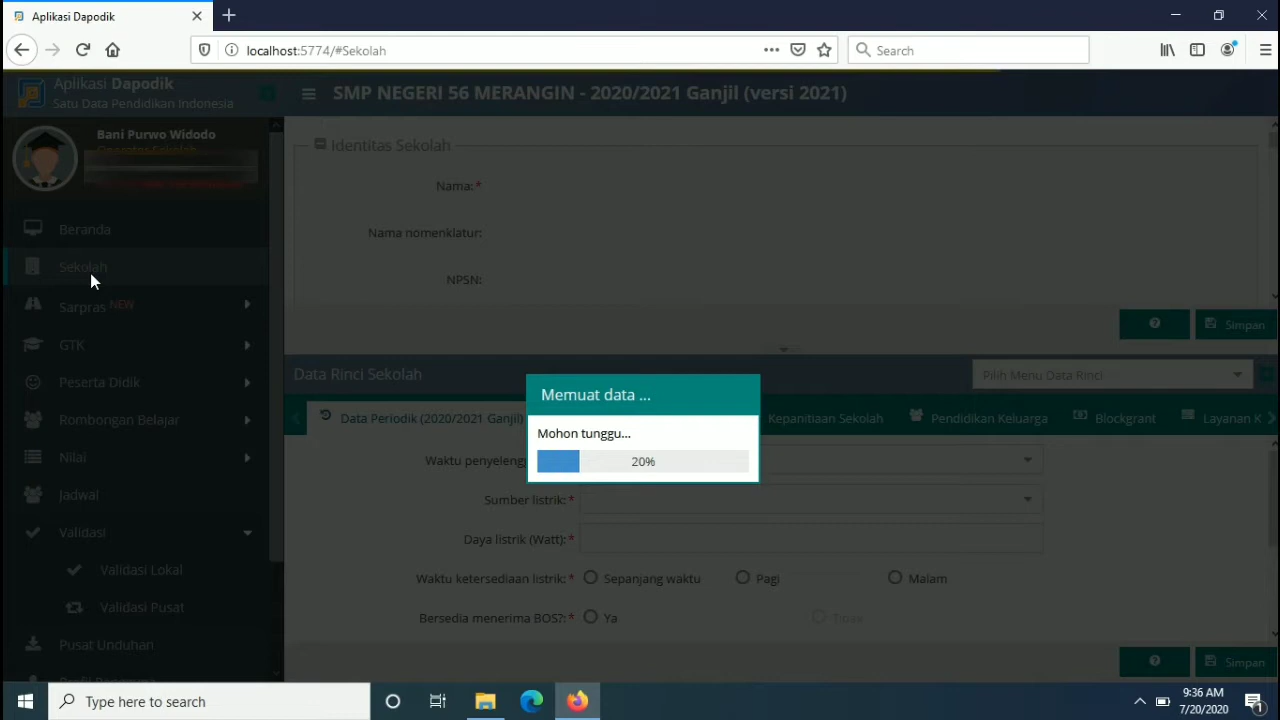 Aplikasi Dapodik
localhost:5774/#Sekolah
Search
Aplikasi Dapodik
Satu Data Pendidikan Indonesia
SMP NEGERI 56 MERANGIN - 2020/2021 Ganjil (versi 2021)
Bani Purwo Widodo
Operator Sekolah
Beranda
Sekolah
Sarpras NEW
GTK
Peserta Didik
Rombongan Belajar
Nilai
Jadwal
Validasi
Validasi Lokal
Validasi Pusat
Pusat Unduhan
Profil Pengguna
Identitas Sekolah
Nama:*
Nama nomenklatur:
NPSN:
Simpan
Data Rinci Sekolah
Pilih Menu Data Rinci
Data Periodik (2020/2021 Ganjil)
Kepanitiaan Sekolah
Pendidikan Keluarga
Blockgrant
Layanan K
Memuat data ...
Mohon tunggu...
20%
Waktu penyeleng
Sumber listrik:*
Daya listrik (Watt):*
Waktu ketersediaan listrik:* Sepanjang waktu Pagi Malam
Bersedia menerima BOS?:* Ya Tidak
Simpan
Type here to search
9:36 AM
7/20/2020
1